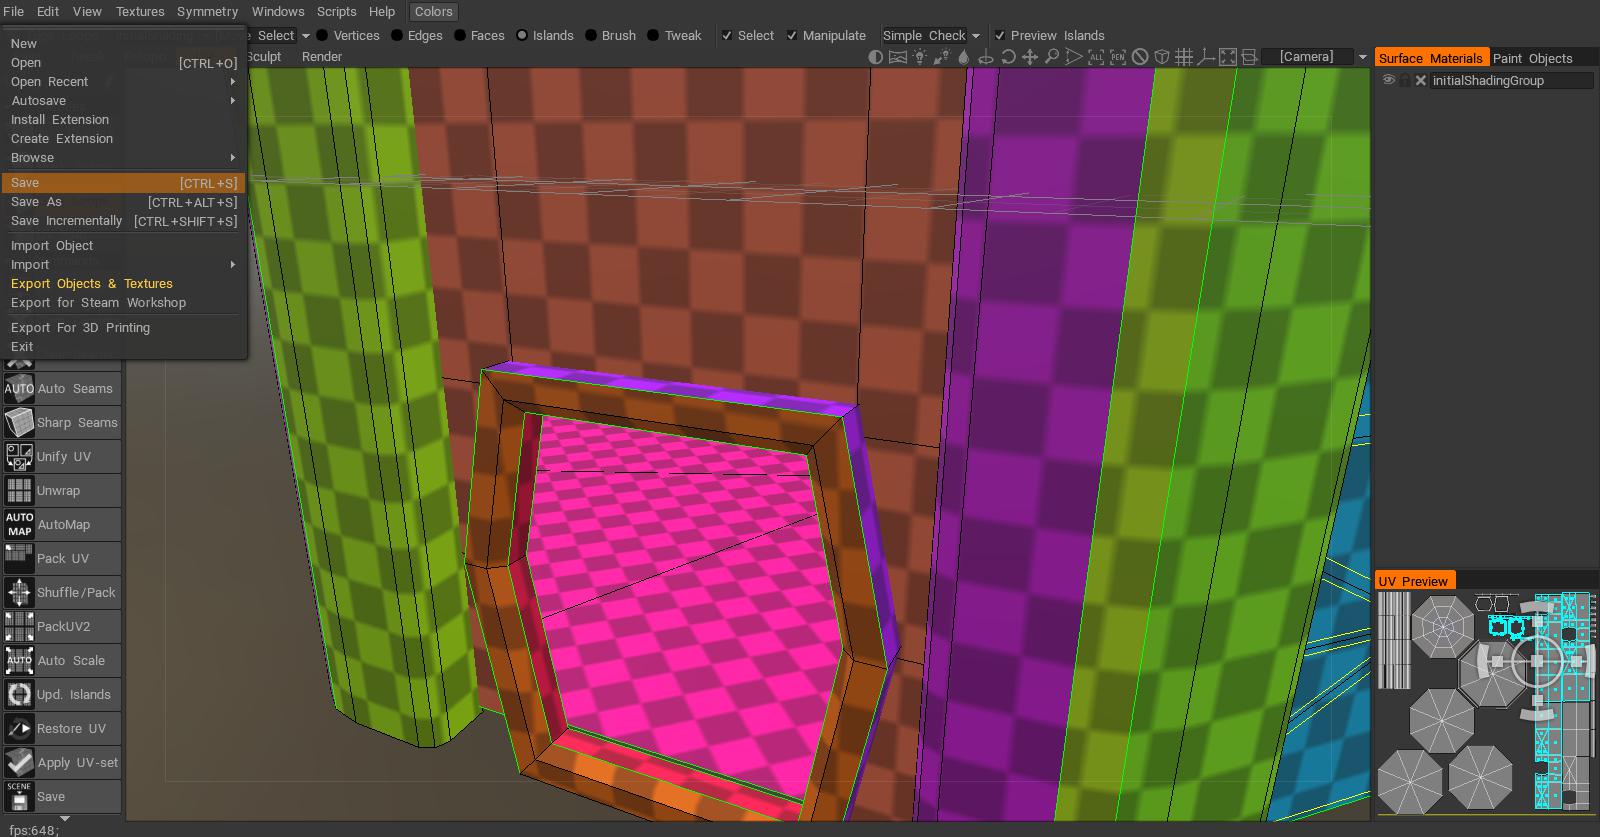 File Edit View Textures Symmetry Windows Scripts Help Colors
Select Vertices Edges Faces Islands Brush Tweak Select Manipulate Simple Check Preview Islands
Sculpt Render [Camera]
New
Open [CTRL+O]
Open Recent
Autosave
Install Extension
Create Extension
Browse
Save [CTRL+S]
Save As [CTRL+ALT+S]
Save Incrementally [CTRL+SHIFT+S]
Import Object
Import
Export Objects & Textures
Export for Steam Workshop
Export For 3D Printing
Exit
AUTO Auto Seams
Sharp Seams
Unify UV
Unwrap
AUTO MAP AutoMap
Pack UV
Shuffle/Pack
PackUV2
AUTO Auto Scale
Upd. Islands
Restore UV
Apply UV-set
SCENE Save
fps:648;
Surface Materials Paint Objects
initialShadingGroup
UV Preview